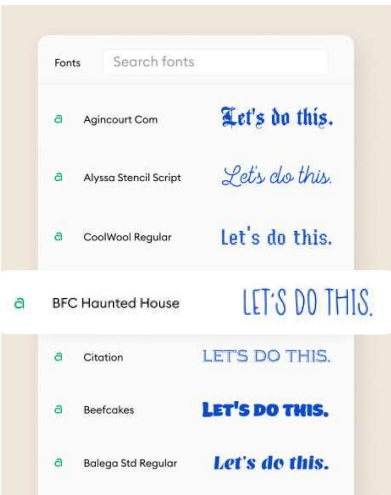 Fonts Search fonts
a Agincourt Com Let's do this.
a Alyssa Stencil Script Let's do this.
a CoolWool Regular Let's do this.
a BFC Haunted House LET'S DO THIS.
a Citation LET'S DO THIS.
a Beefcakes LET'S DO THIS.
a Balega Std Regular Let's do this.